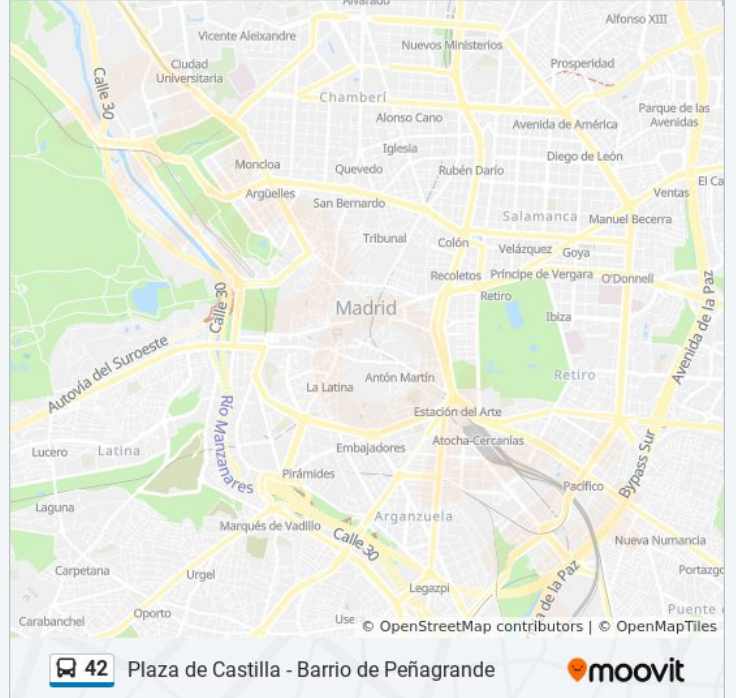 Alvarado
Alfonso XIII
Vicente Aleixandre
Nuevos Ministerios
Ciudad
Universitaria
Prosperidad
Calle 30
Chamberí
Parque de las
Avenidas
Alonso Cano
Avenida de América
Iglesia
Diego de León
Moncloa
Quevedo
Rubén Darío
El Ca
Argüelles
Ventas
San Bernardo
Salamanca
Manuel Becerra
Tribunal
Colón
Velázquez
Goya
Recoletos
Príncipe de Vergara
O'Donnell
Calle 30
Retiro
Madrid
Ibiza
Avenida de la Paz
Autovía del Suroeste
La Latina
Antón Martín
Retiro
Estación del Arte
Río Manzanares
Embajadores
Atocha-Cercanías
Lucero
Latina
Bypass Sur
Pirámides
Pacífico
Laguna
Marqués de Vadillo
Arganzuela
Calle 30
Nueva Numancia
Carpetana
Urgel
Legazpi
a de la Paz
Portazgo
Carabanchel
Oporto
Use
Puente
© OpenStreetMap contributors | © OpenMapTiles
42 Plaza de Castilla - Barrio de Peñagrande
moovit